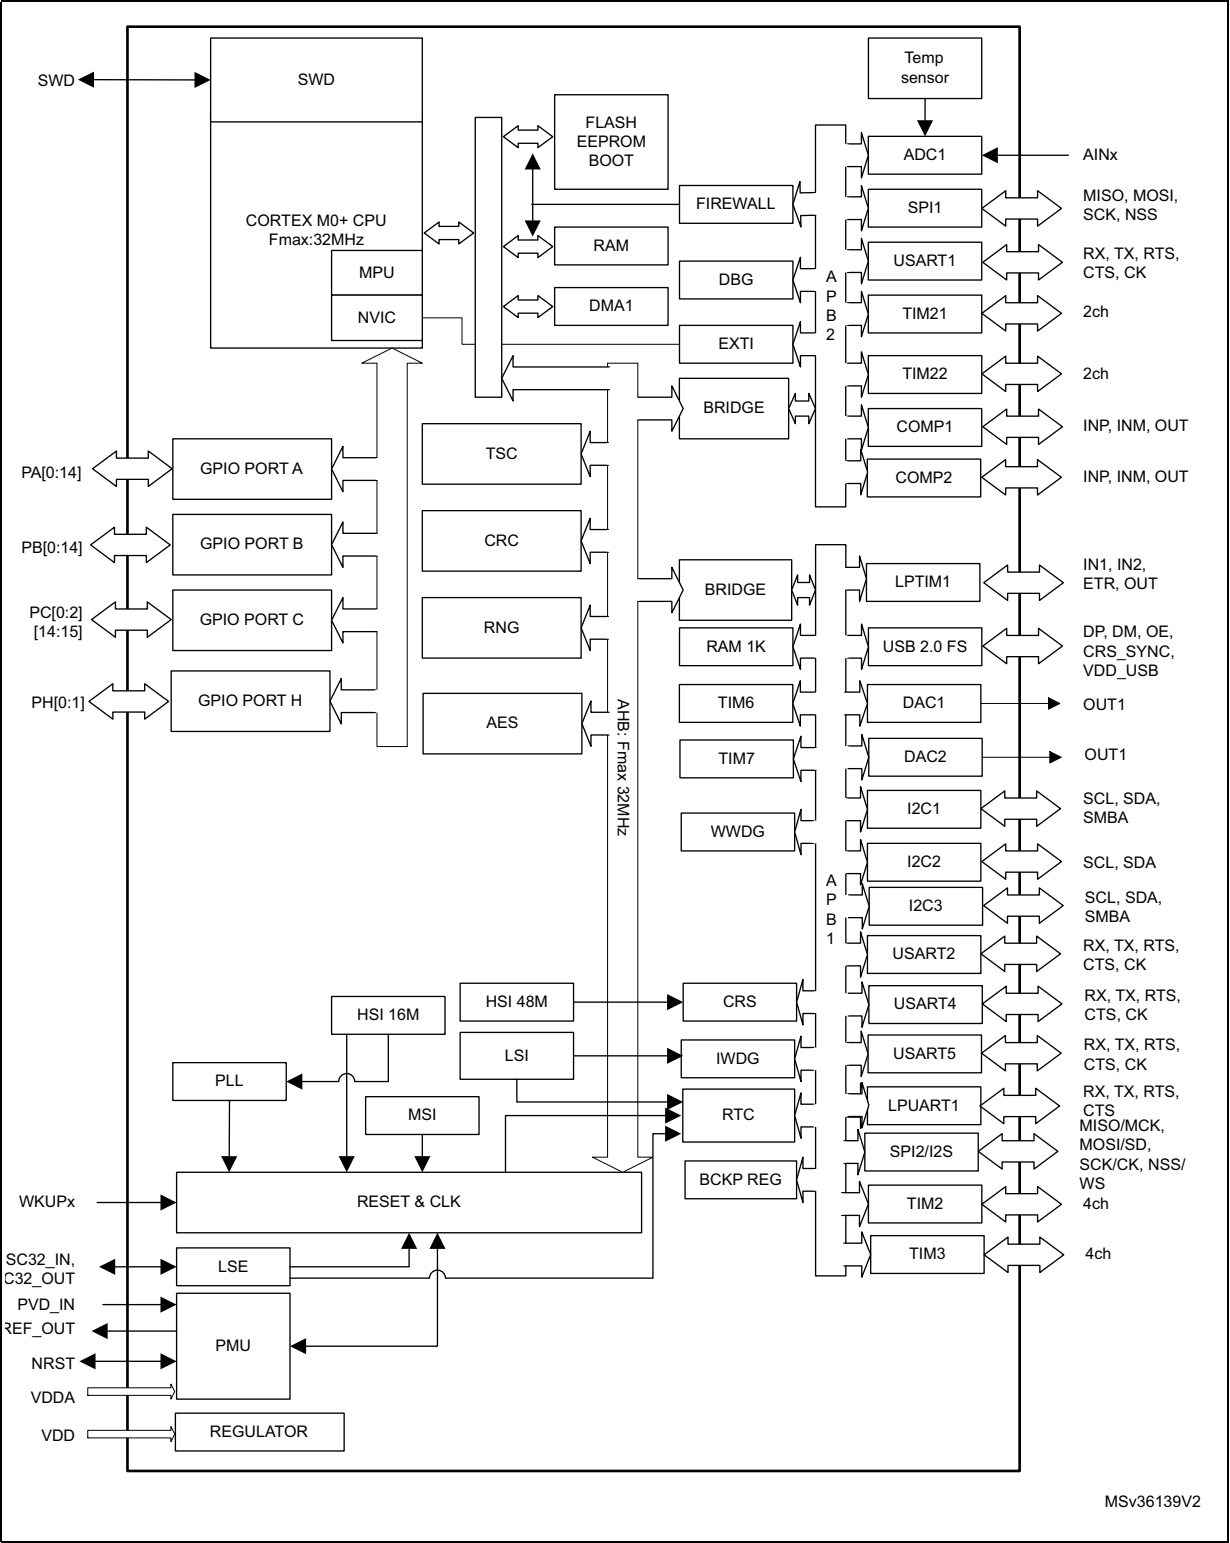 SWD
SWD
CORTEX M0+ CPU
Fmax:32MHz
MPU
NVIC
FLASH
EEPROM
BOOT
RAM
DMA1
FIREWALL
DBG
EXTI
BRIDGE
Temp
sensor
ADC1
AINx
SPI1
MISO, MOSI,
SCK, NSS
USART1
RX, TX, RTS,
CTS, CK
TIM21
2ch
TIM22
2ch
COMP1
INP, INM, OUT
COMP2
INP, INM, OUT
APB2
PA[0:14]
GPIO PORT A
PB[0:14]
GPIO PORT B
PC[0:2]
[14:15]
GPIO PORT C
PH[0:1]
GPIO PORT H
TSC
CRC
RNG
AES
AHB: Fmax 32MHz
BRIDGE
RAM 1K
TIM6
TIM7
WWDG
APB1
LPTIM1
IN1, IN2,
ETR, OUT
USB 2.0 FS
DP, DM, OE,
CRS_SYNC,
VDD_USB
DAC1
OUT1
DAC2
OUT1
I2C1
SCL, SDA,
SMBA
I2C2
SCL, SDA
I2C3
SCL, SDA,
SMBA
USART2
RX, TX, RTS,
CTS, CK
USART4
RX, TX, RTS,
CTS, CK
USART5
RX, TX, RTS,
CTS, CK
LPUART1
RX, TX, RTS,
CTS
SPI2/I2S
MISO/MCK,
MOSI/SD,
SCK/CK, NSS/
WS
TIM2
4ch
TIM3
4ch
HSI 16M
HSI 48M
CRS
LSI
IWDG
PLL
MSI
RTC
BCKP REG
WKUPx
RESET & CLK
SC32_IN,
C32_OUT
LSE
PVD_IN
REF_OUT
NRST
VDDA
PMU
VDD
REGULATOR
MSv36139V2